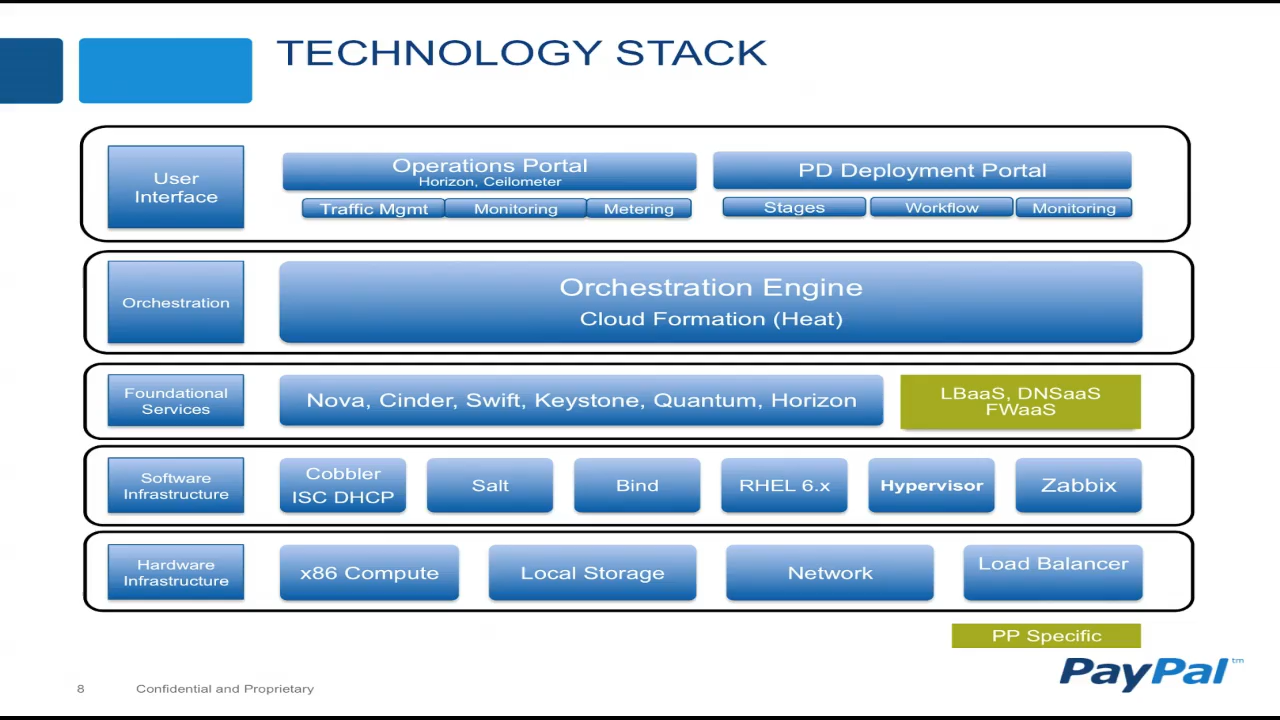 TECHNOLOGY STACK
User
Interface
Operations Portal
Horizon, Ceilometer
Traffic Mgmt
Monitoring
Metering
PD Deployment Portal
Stages
Workflow
Monitoring
Orchestration
Orchestration Engine
Cloud Formation (Heat)
Foundational
Services
Nova, Cinder, Swift, Keystone, Quantum, Horizon
LBaaS, DNSaaS
FWaaS
Software
Infrastructure
Cobbler
ISC DHCP
Salt
Bind
RHEL 6.x
Hypervisor
Zabbix
Hardware
Infrastructure
x86 Compute
Local Storage
Network
Load Balancer
PP Specific
PayPal™
8
Confidential and Proprietary